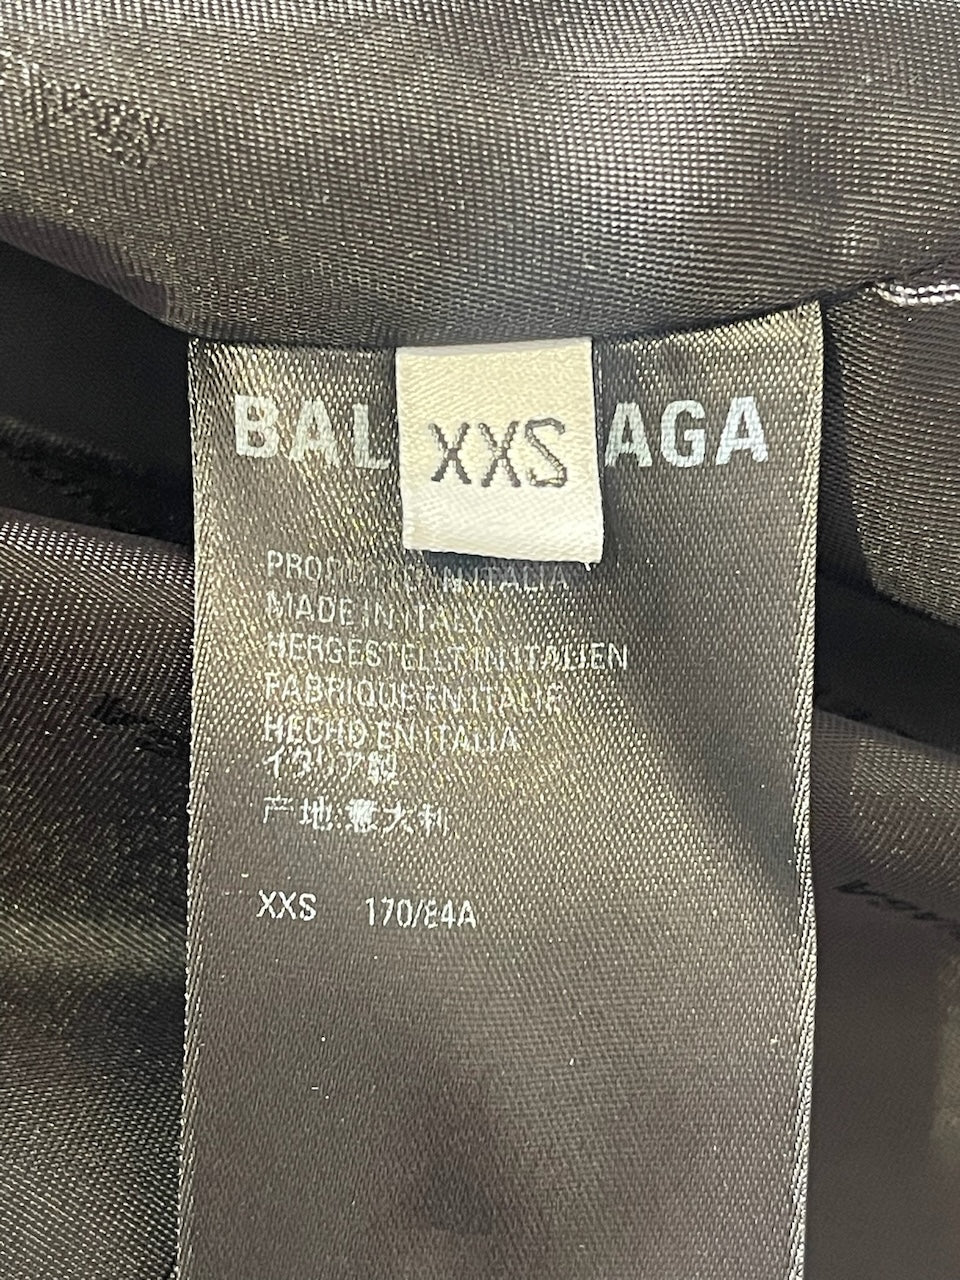 BAL AGA
XXS
PRODOTTO IN ITALIA
MADE IN ITALY
HERGESTELLT IN ITALIEN
FABRIQUE EN ITALIE
HECHO EN ITALIA
イタリア製
产地:意大利
XXS 170/84A